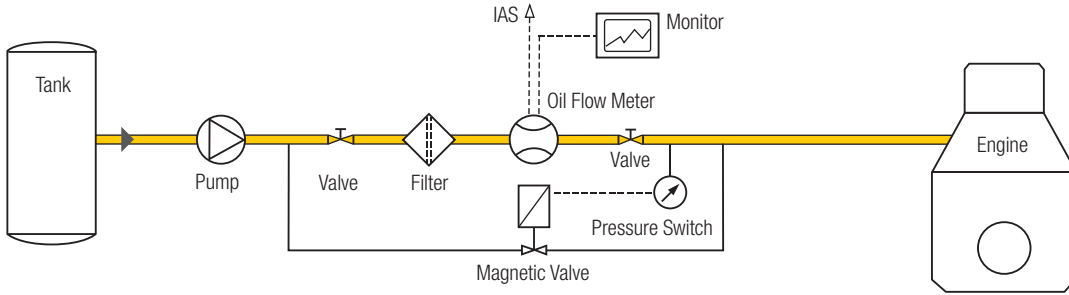 IAS
Monitor
Tank
Oil Flow Meter
Engine
Pump
Valve
Filter
Valve
Pressure Switch
Magnetic Valve